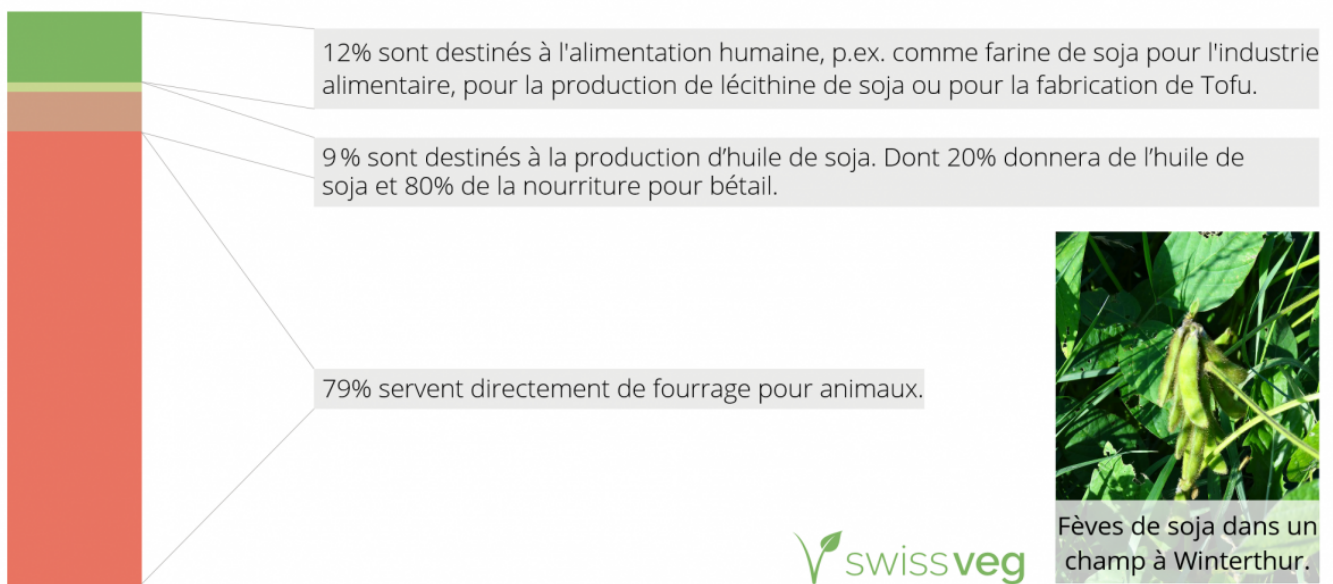 12% sont destinés à l'alimentation humaine, p.ex. comme farine de soja pour l'industrie
alimentaire, pour la production de lécithine de soja ou pour la fabrication de Tofu.
9 % sont destinés à la production d’huile de soja. Dont 20% donnera de l’huile de
soja et 80% de la nourriture pour bétail.
79% servent directement de fourrage pour animaux.
Fèves de soja dans un
champ à Winterthur.
swissveg